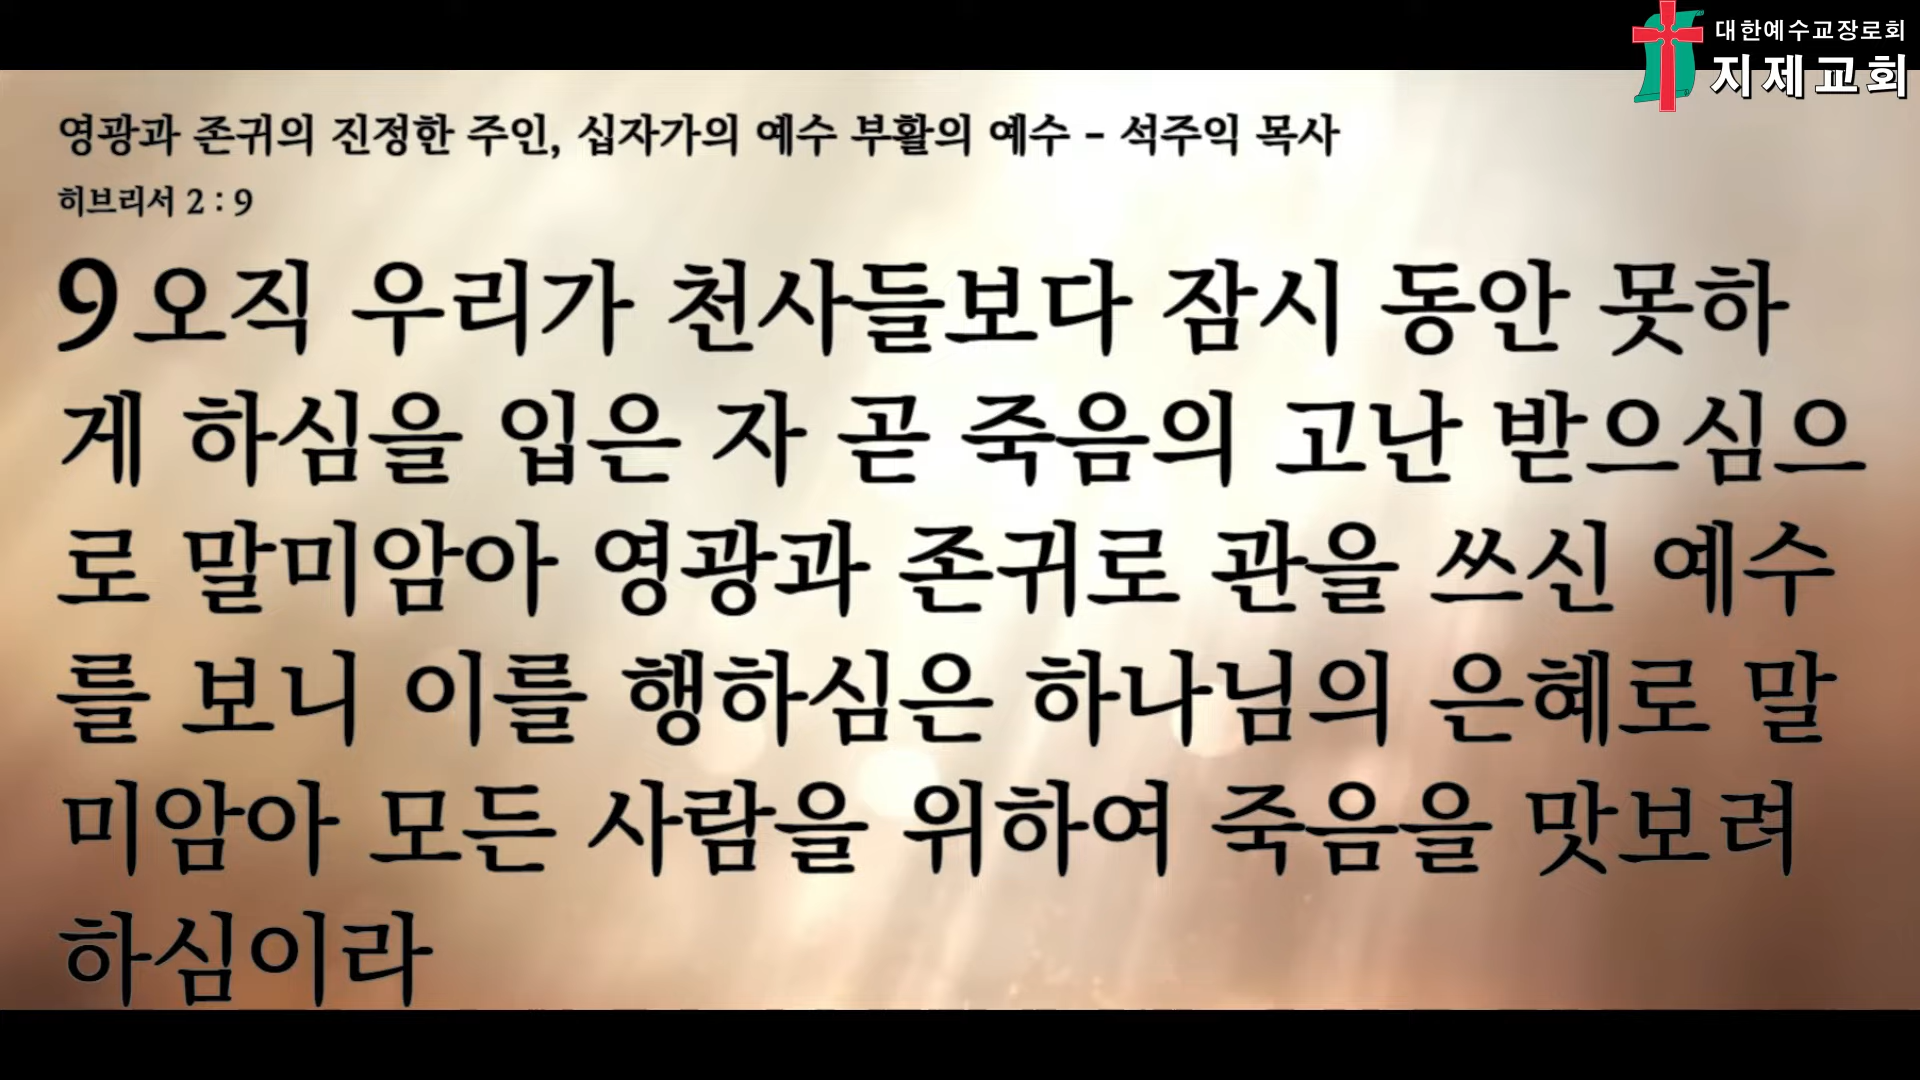 대한예수교장로회
지제교회
영광과 존귀의 진정한 주인, 십자가의 예수 부활의 예수 - 석주익 목사
히브리서 2 : 9
9 오직 우리가 천사들보다 잠시 동안 못하
게 하심을 입은 자 곧 죽음의 고난 받으심으
로 말미암아 영광과 존귀로 관을 쓰신 예수
를 보니 이를 행하심은 하나님의 은혜로 말
미암아 모든 사람을 위하여 죽음을 맛보려
하심이라